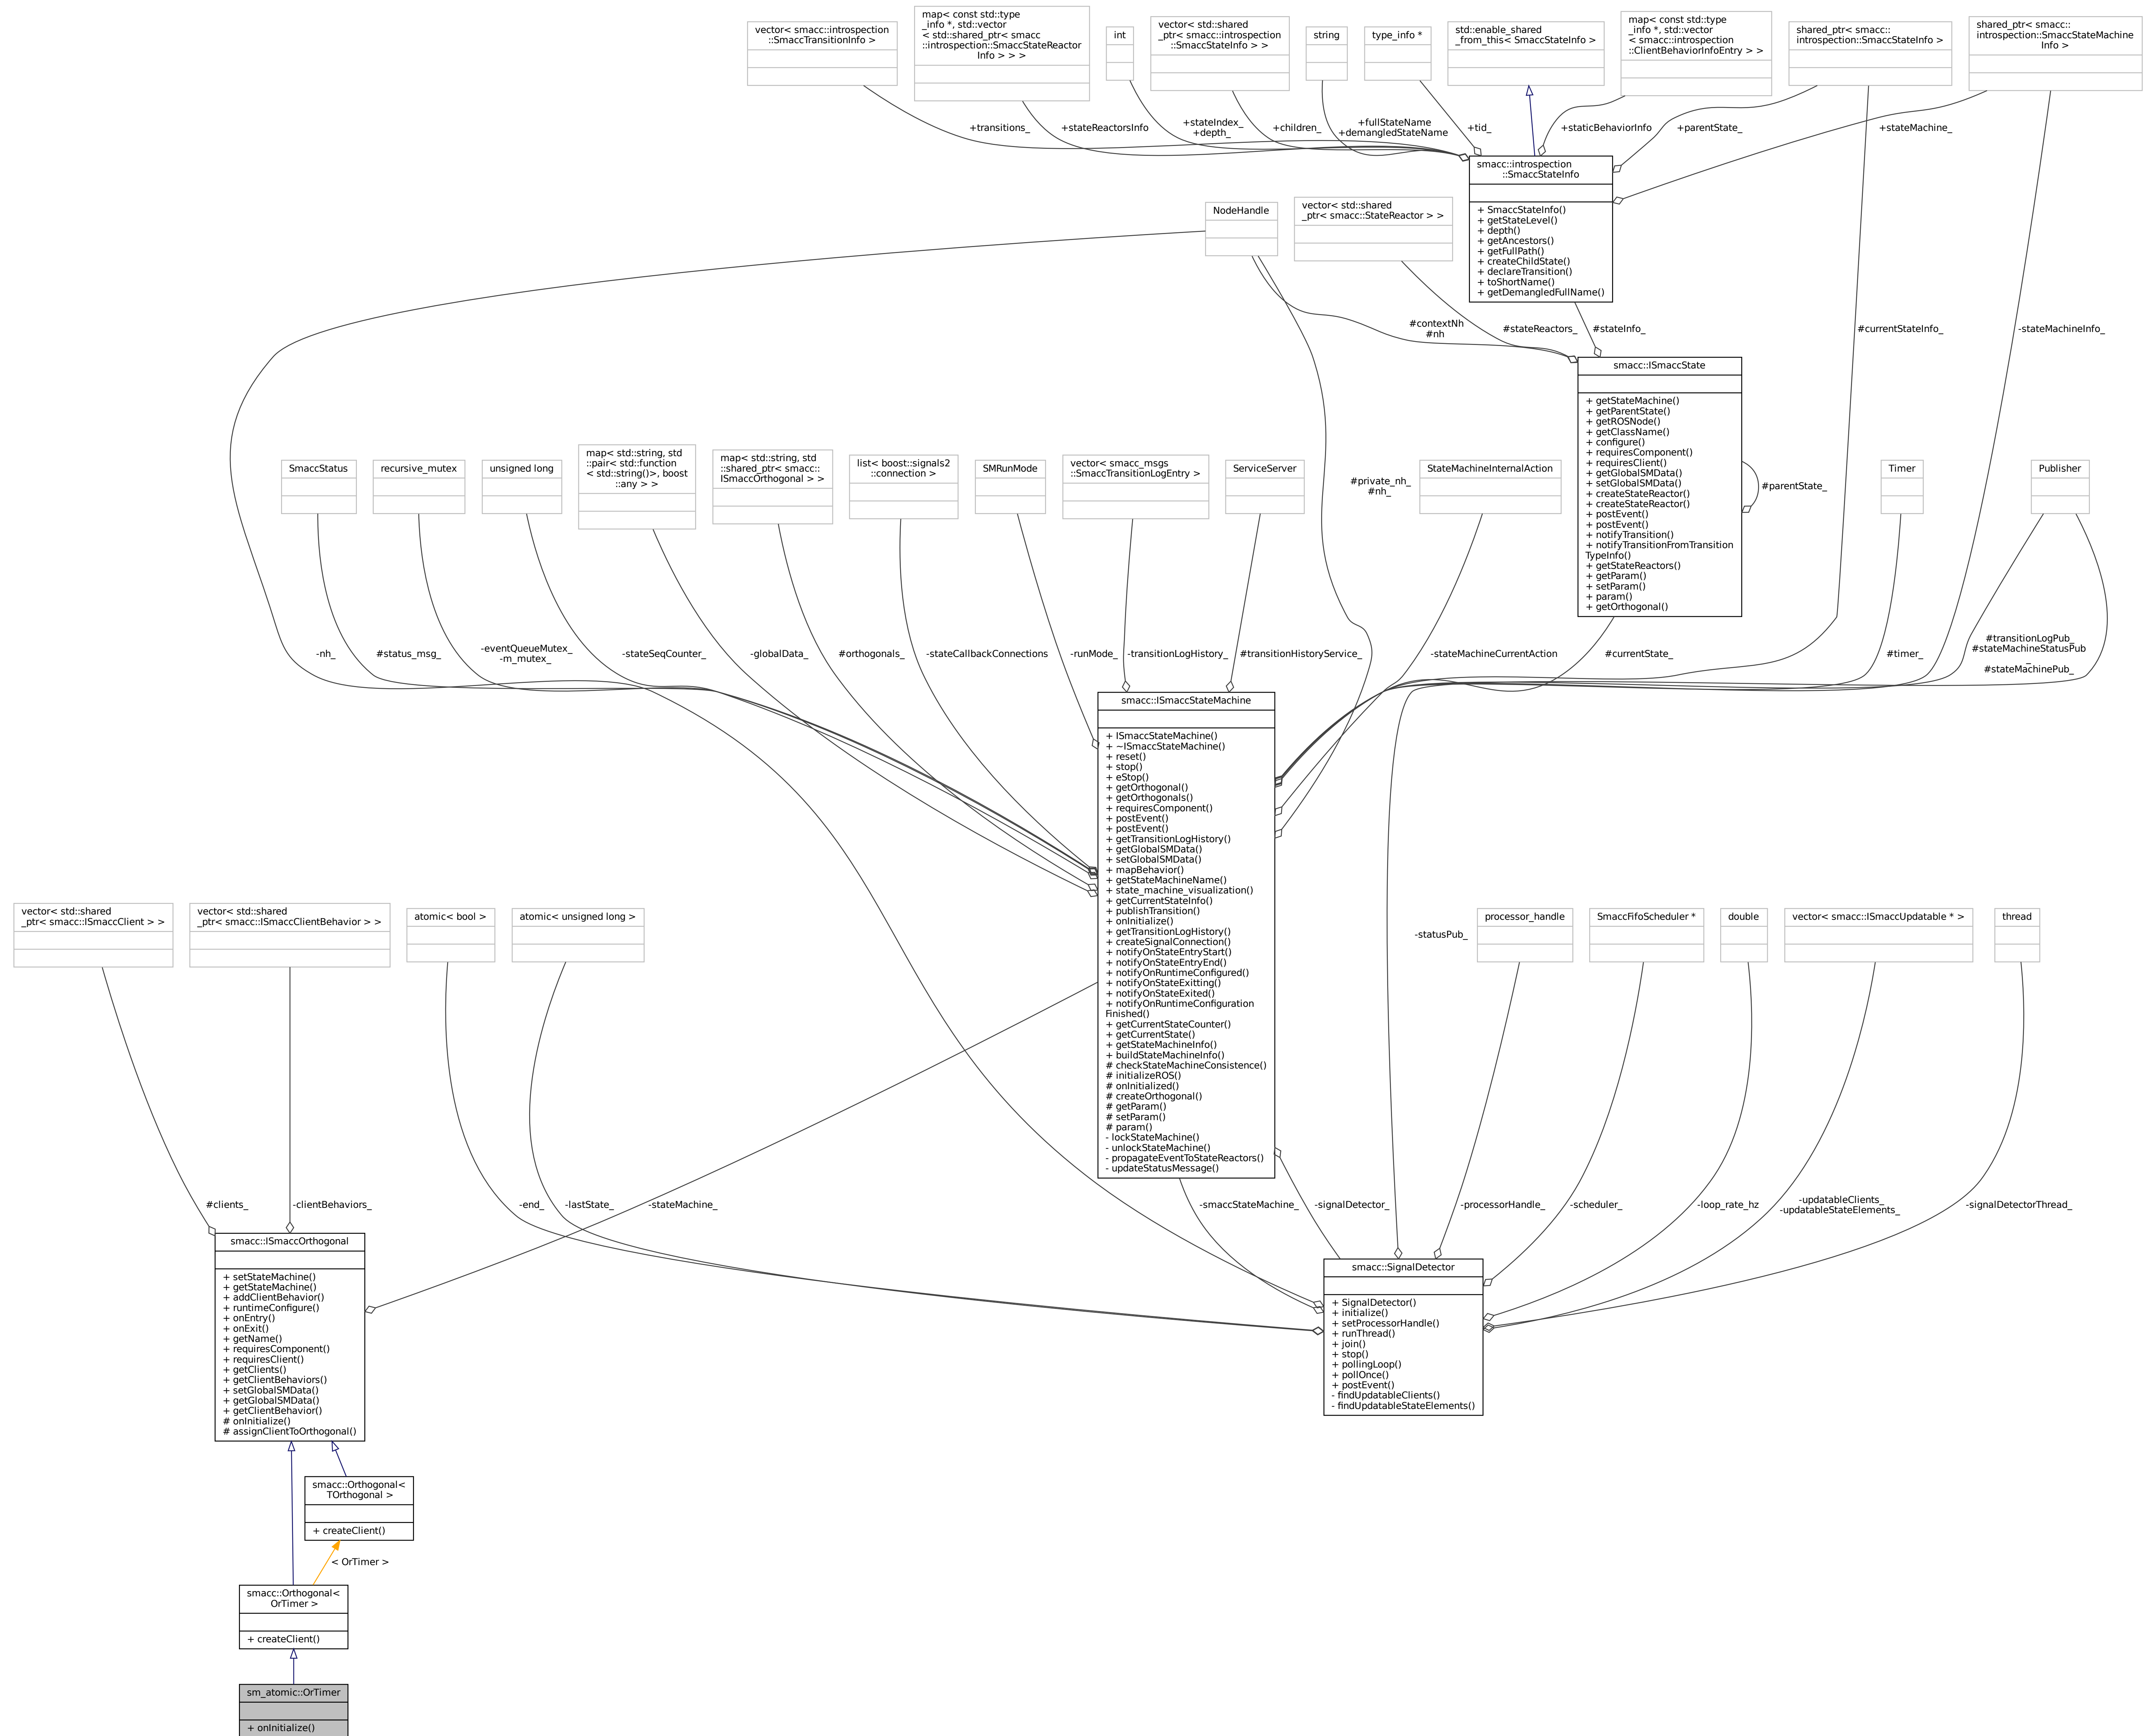 vector< smacc::introspection
::SmaccTransitionInfo >
map< const std::type
_info *, std::vector
< std::shared_ptr< smacc
::introspection::SmaccStateReactor
Info > > >
int
vector< std::shared
_ptr< smacc::introspection
::SmaccStateInfo > >
string
type_info *
std::enable_shared
_from_this< SmaccStateInfo >
map< const std::type
_info *, std::vector
< smacc::introspection
::ClientBehaviorInfoEntry > >
shared_ptr< smacc::
introspection::SmaccStateInfo >
shared_ptr< smacc::
introspection::SmaccStateMachine
Info >
+transitions_
+stateReactorsInfo
+stateIndex_
+depth_
+children_
+fullStateName
+demangledStateName
+tid_
+staticBehaviorInfo
+parentState_
+stateMachine_
smacc::introspection
::SmaccStateInfo
+ SmaccStateInfo()
+ getStateLevel()
+ depth()
+ getAncestors()
+ getFullPath()
+ createChildState()
+ declareTransition()
+ toShortName()
+ getDemangledFullName()
NodeHandle
vector< std::shared
_ptr< smacc::StateReactor > >
#contextNh
#nh
#stateReactors_
#stateInfo_
#currentStateInfo_
-stateMachineInfo_
smacc::ISmaccState
+ getStateMachine()
+ getParentState()
+ getROSNode()
+ getClassName()
+ configure()
+ requiresComponent()
+ requiresClient()
+ getGlobalSMData()
+ setGlobalSMData()
+ createStateReactor()
+ createStateReactor()
+ postEvent()
+ postEvent()
+ notifyTransition()
+ notifyTransitionFromTransition
TypeInfo()
+ getStateReactors()
+ getParam()
+ setParam()
+ param()
+ getOrthogonal()
#parentState_
SmaccStatus
recursive_mutex
unsigned long
map< std::string, std
::pair< std::function
< std::string()>, boost
::any > >
map< std::string, std
::shared_ptr< smacc::
ISmaccOrthogonal > >
list< boost::signals2
::connection >
SMRunMode
vector< smacc_msgs
::SmaccTransitionLogEntry >
ServiceServer
#private_nh_
#nh_
StateMachineInternalAction
Timer
Publisher
-nh_
#status_msg_
-eventQueueMutex_
-m_mutex_
-stateSeqCounter_
-globalData_
#orthogonals_
-stateCallbackConnections
-runMode_
-transitionLogHistory_
#transitionHistoryService_
-stateMachineCurrentAction
#currentState_
#timer_
#transitionLogPub_
#stateMachineStatusPub
_
#stateMachinePub_
smacc::ISmaccStateMachine
+ ISmaccStateMachine()
+ ~ISmaccStateMachine()
+ reset()
+ stop()
+ eStop()
+ getOrthogonal()
+ getOrthogonals()
+ requiresComponent()
+ postEvent()
+ postEvent()
+ getTransitionLogHistory()
+ getGlobalSMData()
+ setGlobalSMData()
+ mapBehavior()
+ getStateMachineName()
+ state_machine_visualization()
+ getCurrentStateInfo()
+ publishTransition()
+ onInitialize()
+ getTransitionLogHistory()
+ createSignalConnection()
+ notifyOnStateEntryStart()
+ notifyOnStateEntryEnd()
+ notifyOnRuntimeConfigured()
+ notifyOnStateExitting()
+ notifyOnStateExited()
+ notifyOnRuntimeConfiguration
Finished()
+ getCurrentStateCounter()
+ getCurrentState()
+ getStateMachineInfo()
+ buildStateMachineInfo()
# checkStateMachineConsistence()
# initializeROS()
# onInitialized()
# createOrthogonal()
# getParam()
# setParam()
# param()
- lockStateMachine()
- unlockStateMachine()
- propagateEventToStateReactors()
- updateStatusMessage()
vector< std::shared
_ptr< smacc::ISmaccClient > >
vector< std::shared
_ptr< smacc::ISmaccClientBehavior > >
atomic< bool >
atomic< unsigned long >
-statusPub_
processor_handle
SmaccFifoScheduler *
double
vector< smacc::ISmaccUpdatable * >
thread
#clients_
-clientBehaviors_
-end_
-lastState_
-stateMachine_
-smaccStateMachine_
-signalDetector_
-processorHandle_
-scheduler_
-loop_rate_hz
-updatableClients_
-updatableStateElements_
-signalDetectorThread_
smacc::ISmaccOrthogonal
+ setStateMachine()
+ getStateMachine()
+ addClientBehavior()
+ runtimeConfigure()
+ onEntry()
+ onExit()
+ getName()
+ requiresComponent()
+ requiresClient()
+ getClients()
+ getClientBehaviors()
+ setGlobalSMData()
+ getGlobalSMData()
+ getClientBehavior()
# onInitialize()
# assignClientToOrthogonal()
smacc::SignalDetector
+ SignalDetector()
+ initialize()
+ setProcessorHandle()
+ runThread()
+ join()
+ stop()
+ pollingLoop()
+ pollOnce()
+ postEvent()
- findUpdatableClients()
- findUpdatableStateElements()
smacc::Orthogonal<
TOrthogonal >
+ createClient()
< OrTimer >
smacc::Orthogonal<
OrTimer >
+ createClient()
sm_atomic::OrTimer
+ onInitialize()